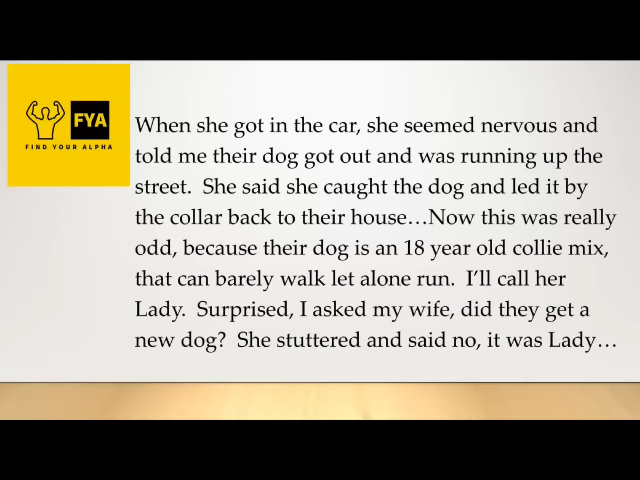 FYA
FIND YOUR ALPHA
When she got in the car, she seemed nervous and
told me their dog got out and was running up the
street.  She said she caught the dog and led it by
the collar back to their house…Now this was really
odd, because their dog is an 18 year old collie mix,
that can barely walk let alone run.  I’ll call her
Lady.  Surprised, I asked my wife, did they get a
new dog?  She stuttered and said no, it was Lady…